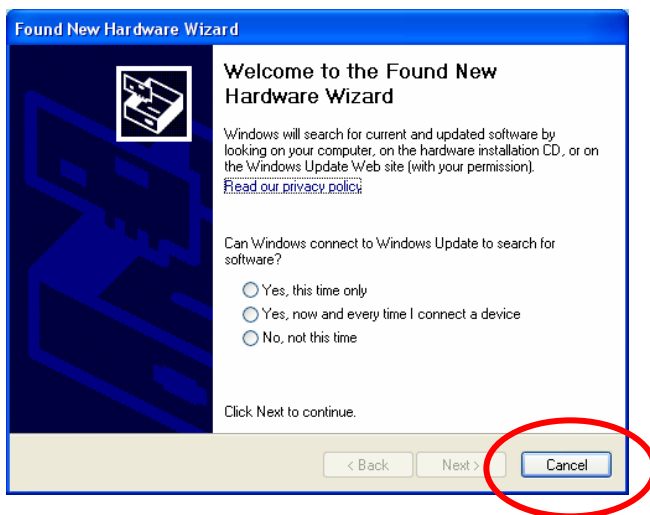 Found New Hardware Wizard
Welcome to the Found New
Hardware Wizard
Windows will search for current and updated software by
looking on your computer, on the hardware installation CD, or on
the Windows Update Web site (with your permission).
Read our privacy policy
Can Windows connect to Windows Update to search for
software?
Yes, this time only
Yes, now and every time I connect a device
No, not this time
Click Next to continue.
< Back Next > Cancel